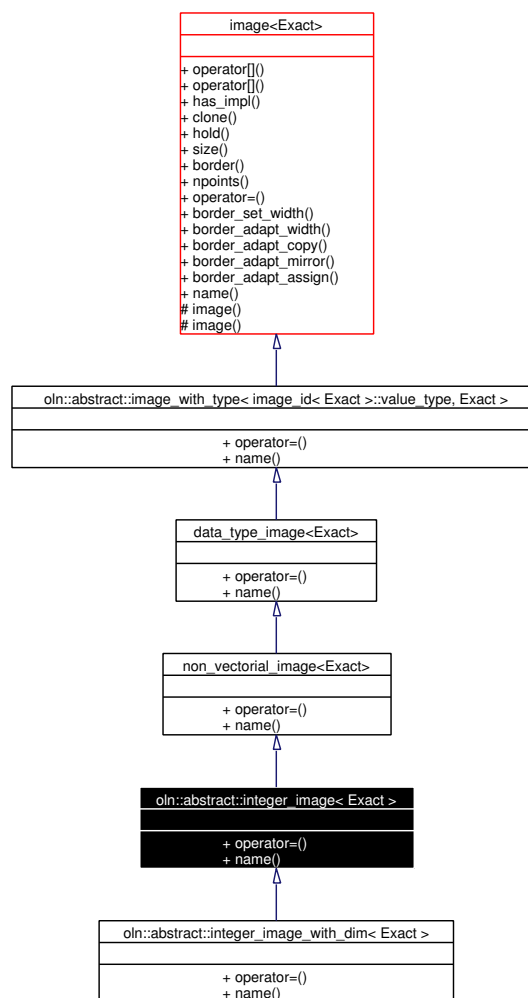 image<Exact>
+ operator[]()
+ operator[]()
+ has_impl()
+ clone()
+ hold()
+ size()
+ border()
+ npoints()
+ operator=()
+ border_set_width()
+ border_adapt_width()
+ border_adapt_copy()
+ border_adapt_mirror()
+ border_adapt_assign()
+ name()
# image()
# image()
oln::abstract::image_with_type< image_id< Exact >::value_type, Exact >
+ operator=()
+ name()
data_type_image<Exact>
+ operator=()
+ name()
non_vectorial_image<Exact>
+ operator=()
+ name()
oln::abstract::integer_image< Exact >
+ operator=()
+ name()
oln::abstract::integer_image_with_dim< Exact >
+ operator=()
+ name()